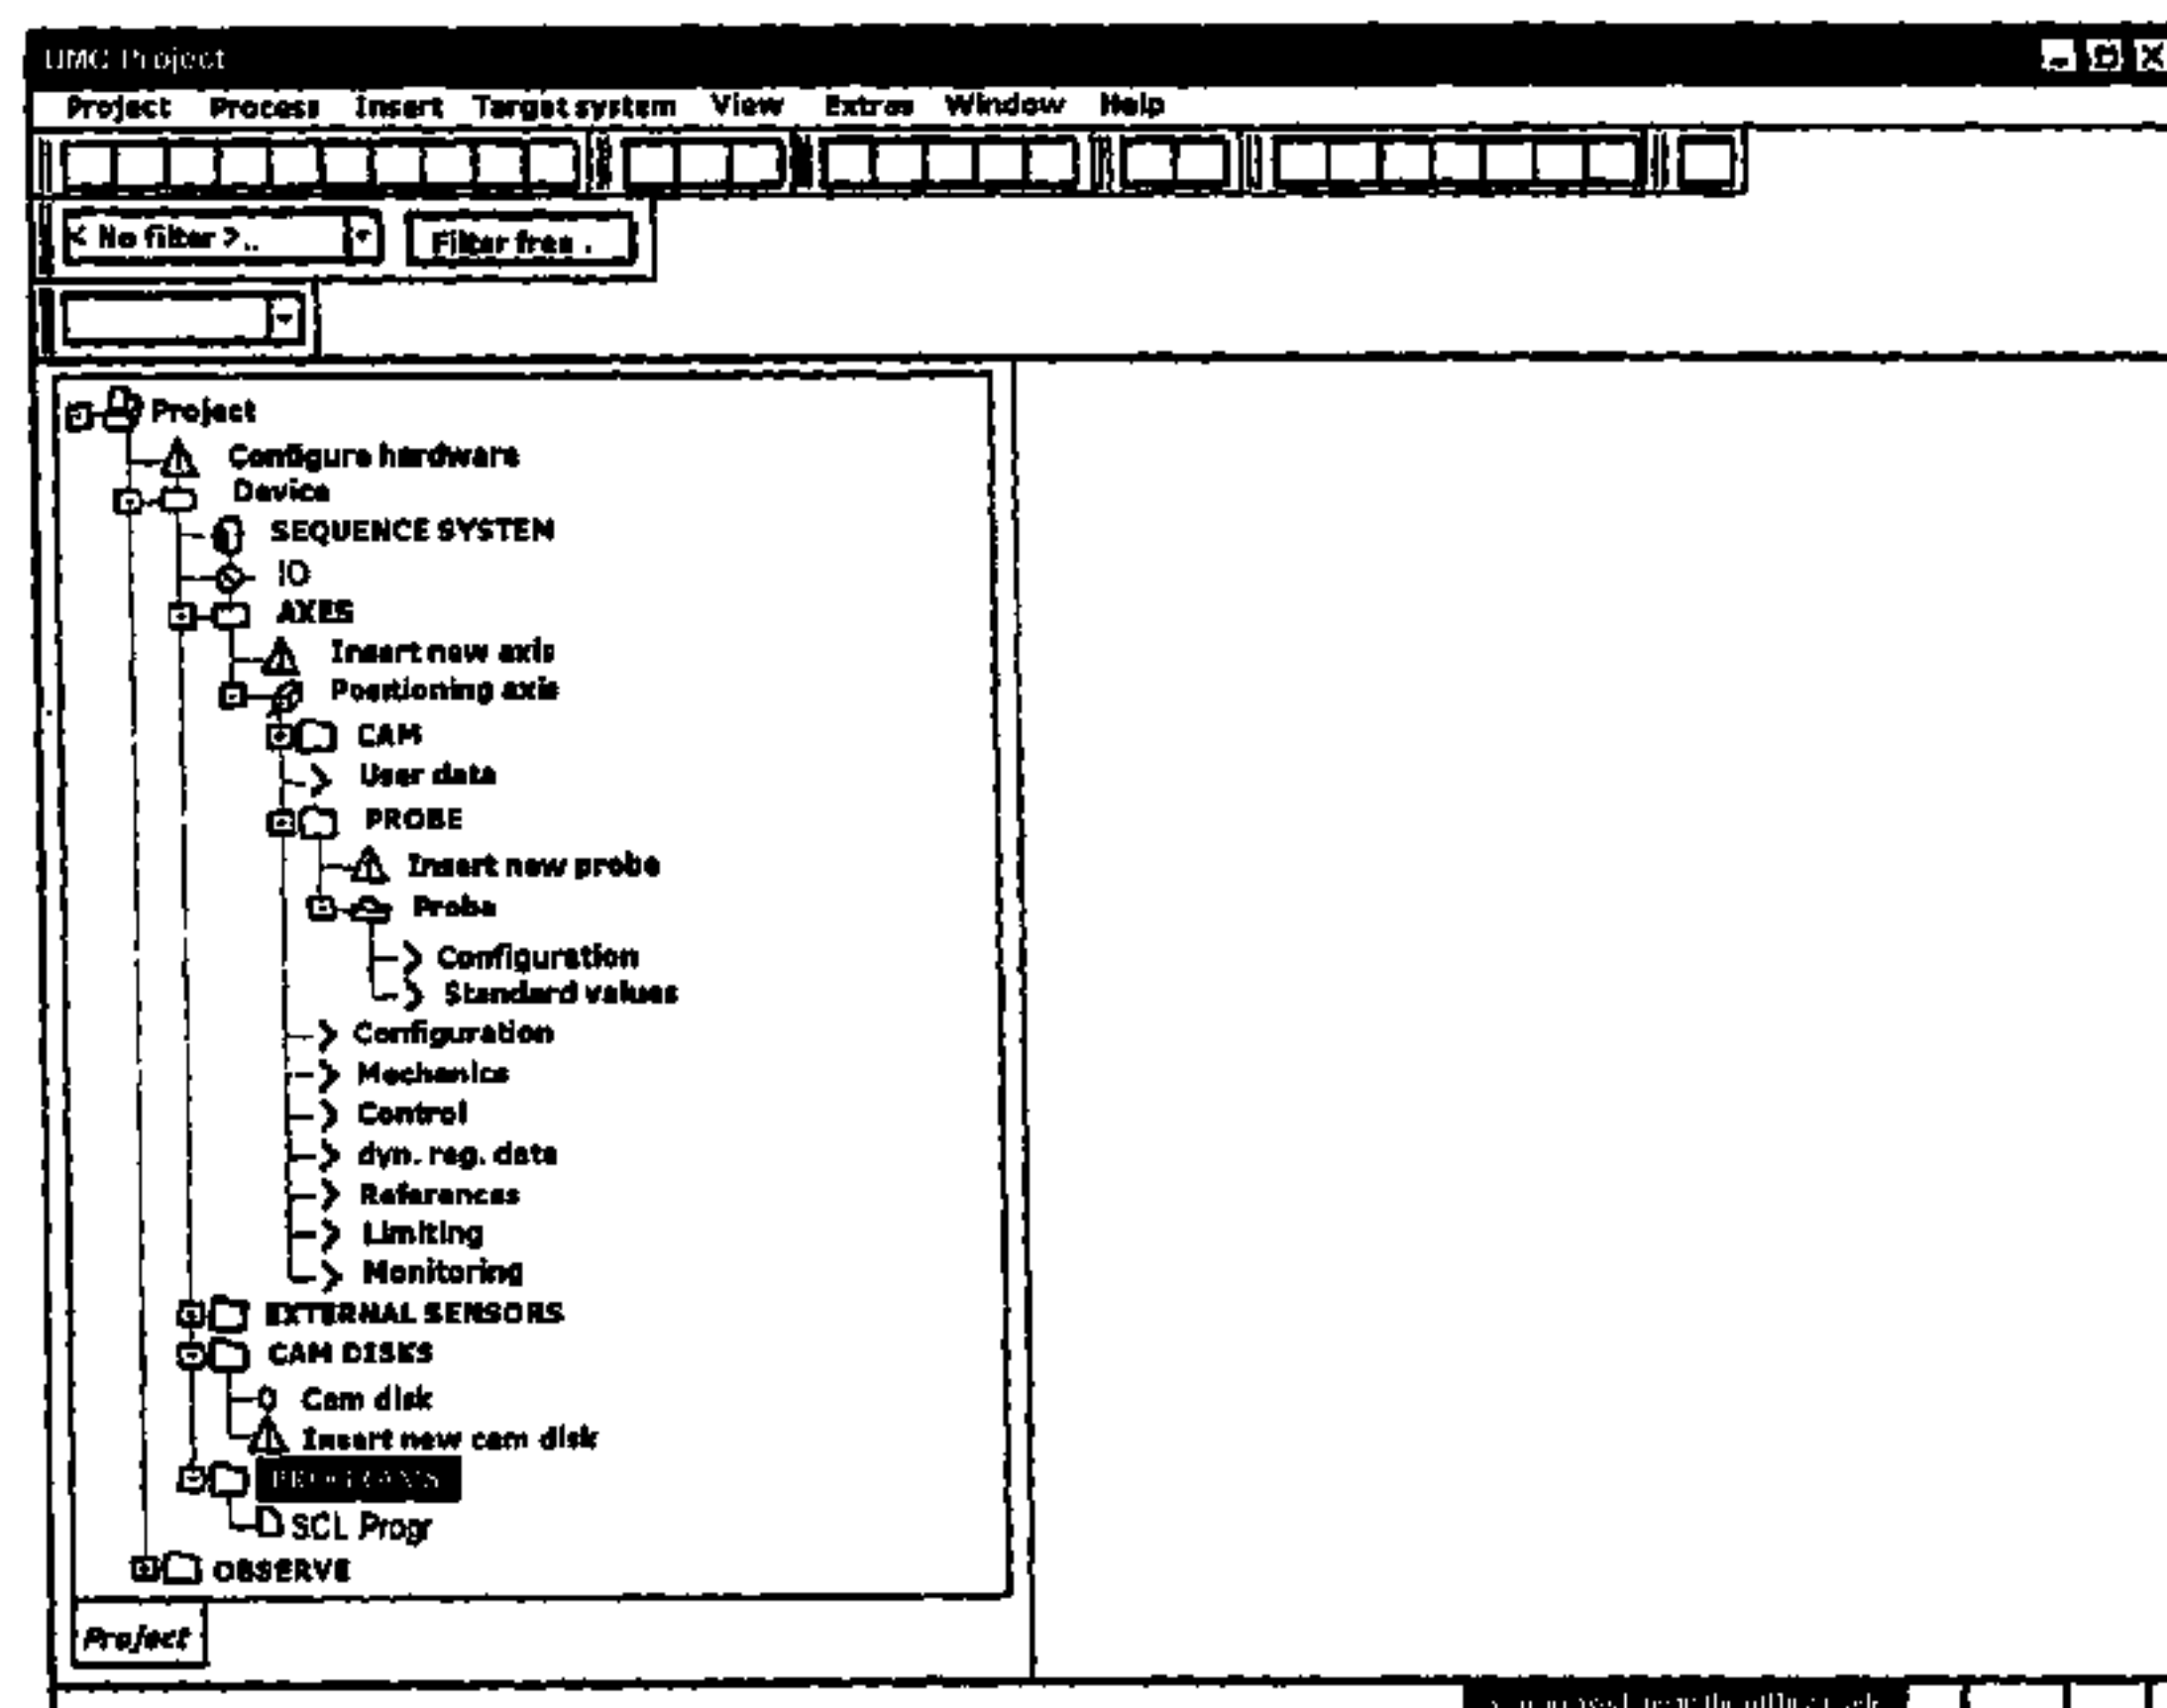 UMC Project
Project Process Insert Target system View Extras Window Help
< No filter >.. Filter free .
Project
Configure hardware
Device
SEQUENCE SYSTEN
IO
AXES
Insert new axis
Positioning axis
CAM
User data
PROBE
Insert new probe
Probe
Configuration
Standard values
Configuration
Mechanics
Control
dyn. reg. data
References
Limiting
Monitoring
EXTERNAL SENSORS
CAM DISKS
Cam disk
Insert new cam disk
PROGRAMS
SCL Progr
OBSERVE
Project